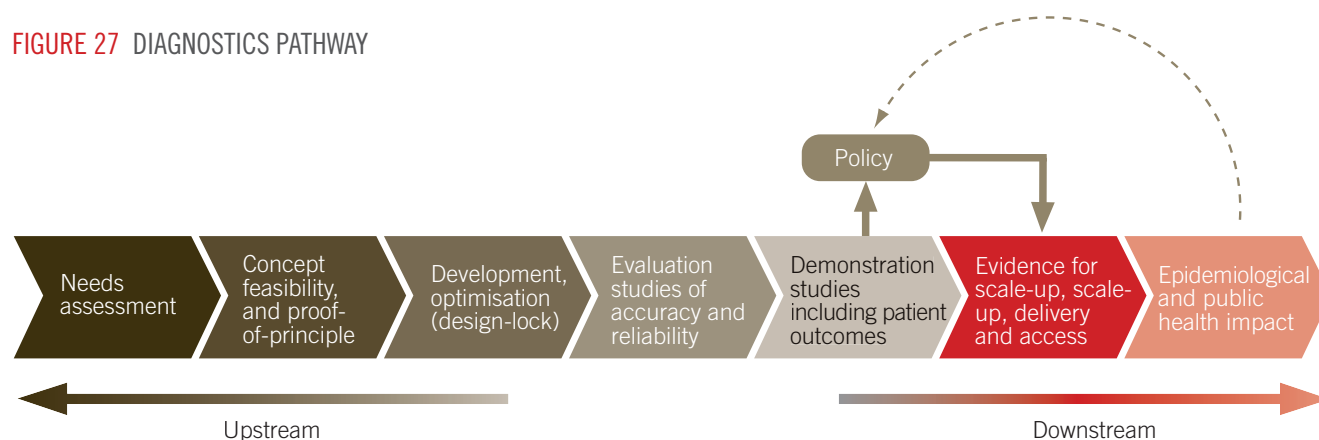 FIGURE 27 DIAGNOSTICS PATHWAY
Policy
Needs
assessment
Concept
feasibility,
and proof-
of-principle
Development,
optimisation
(design-lock)
Evaluation
studies of
accuracy and
reliability
Demonstration
studies
including patient
outcomes
Evidence for
scale-up, scale-
up, delivery
and access
Epidemiological
and public
health impact
Upstream
Downstream